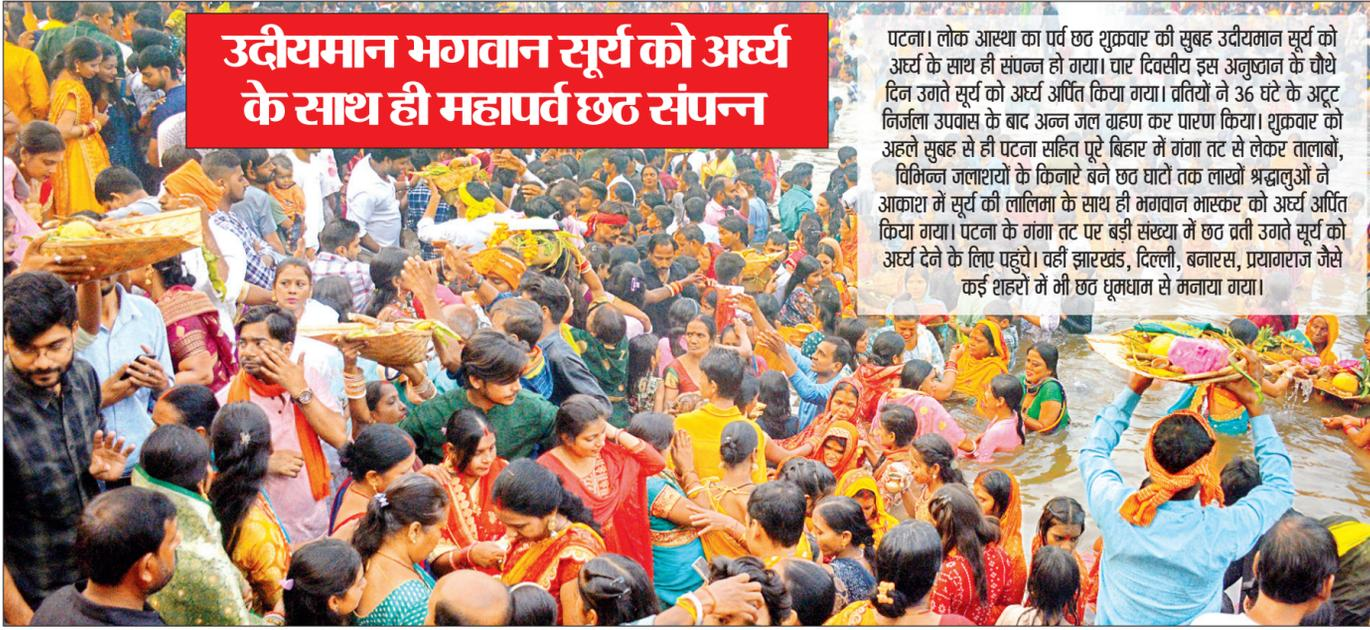 उदीयमान भगवान सूर्य को अर्घ्य
के साथ ही महापर्व छठ संपन्न
पटना। लोक आस्था का पर्व छठ शुक्रवार की सुबह उदीयमान सूर्य को
अर्घ्य के साथ ही संपन्न हो गया। चार दिवसीय इस अनुष्ठान के चौथे
दिन उगते सूर्य को अर्घ्य अर्पित किया गया। व्रतियों ने 36 घंटे के अटूट
निर्जला उपवास के बाद अन्न जल ग्रहण कर पारण किया। शुक्रवार को
अहले सुबह से ही पटना सहित पूरे बिहार में गंगा तट से लेकर तालाबों,
विभिन्न जलाशयों के किनारे बने छठ घाटों तक लाखों श्रद्धालुओं ने
आकाश में सूर्य की लालिमा के साथ ही भगवान भास्कर को अर्घ्य अर्पित
किया गया। पटना के गंगा तट पर बड़ी संख्या में छठ व्रती उगते सूर्य को
अर्घ्य देने के लिए पहुंचे। वहीं झारखंड, दिल्ली, बनारस, प्रयागराज जैसे
कई शहरों में भी छठ धूमधाम से मनाया गया।